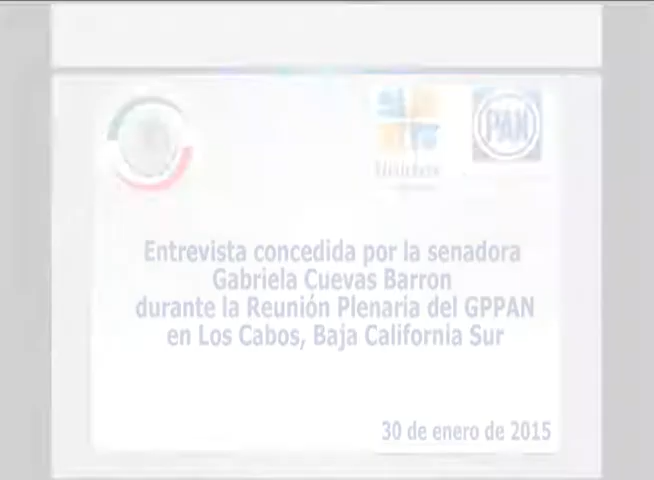 PAN
Entrevista concedida por la senadora
Gabriela Cuevas Barron
durante la Reunión Plenaria del GPPAN
en Los Cabos, Baja California Sur
30 de enero de 2015